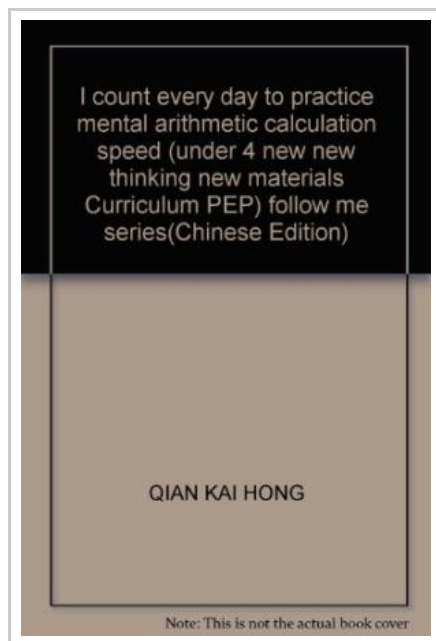 I count every day to practice
mental arithmetic calculation
speed (under 4 new new
thinking new materials
Curriculum PEP) follow me
series(Chinese Edition)
QIAN KAI HONG
Note: This is not the actual book cover